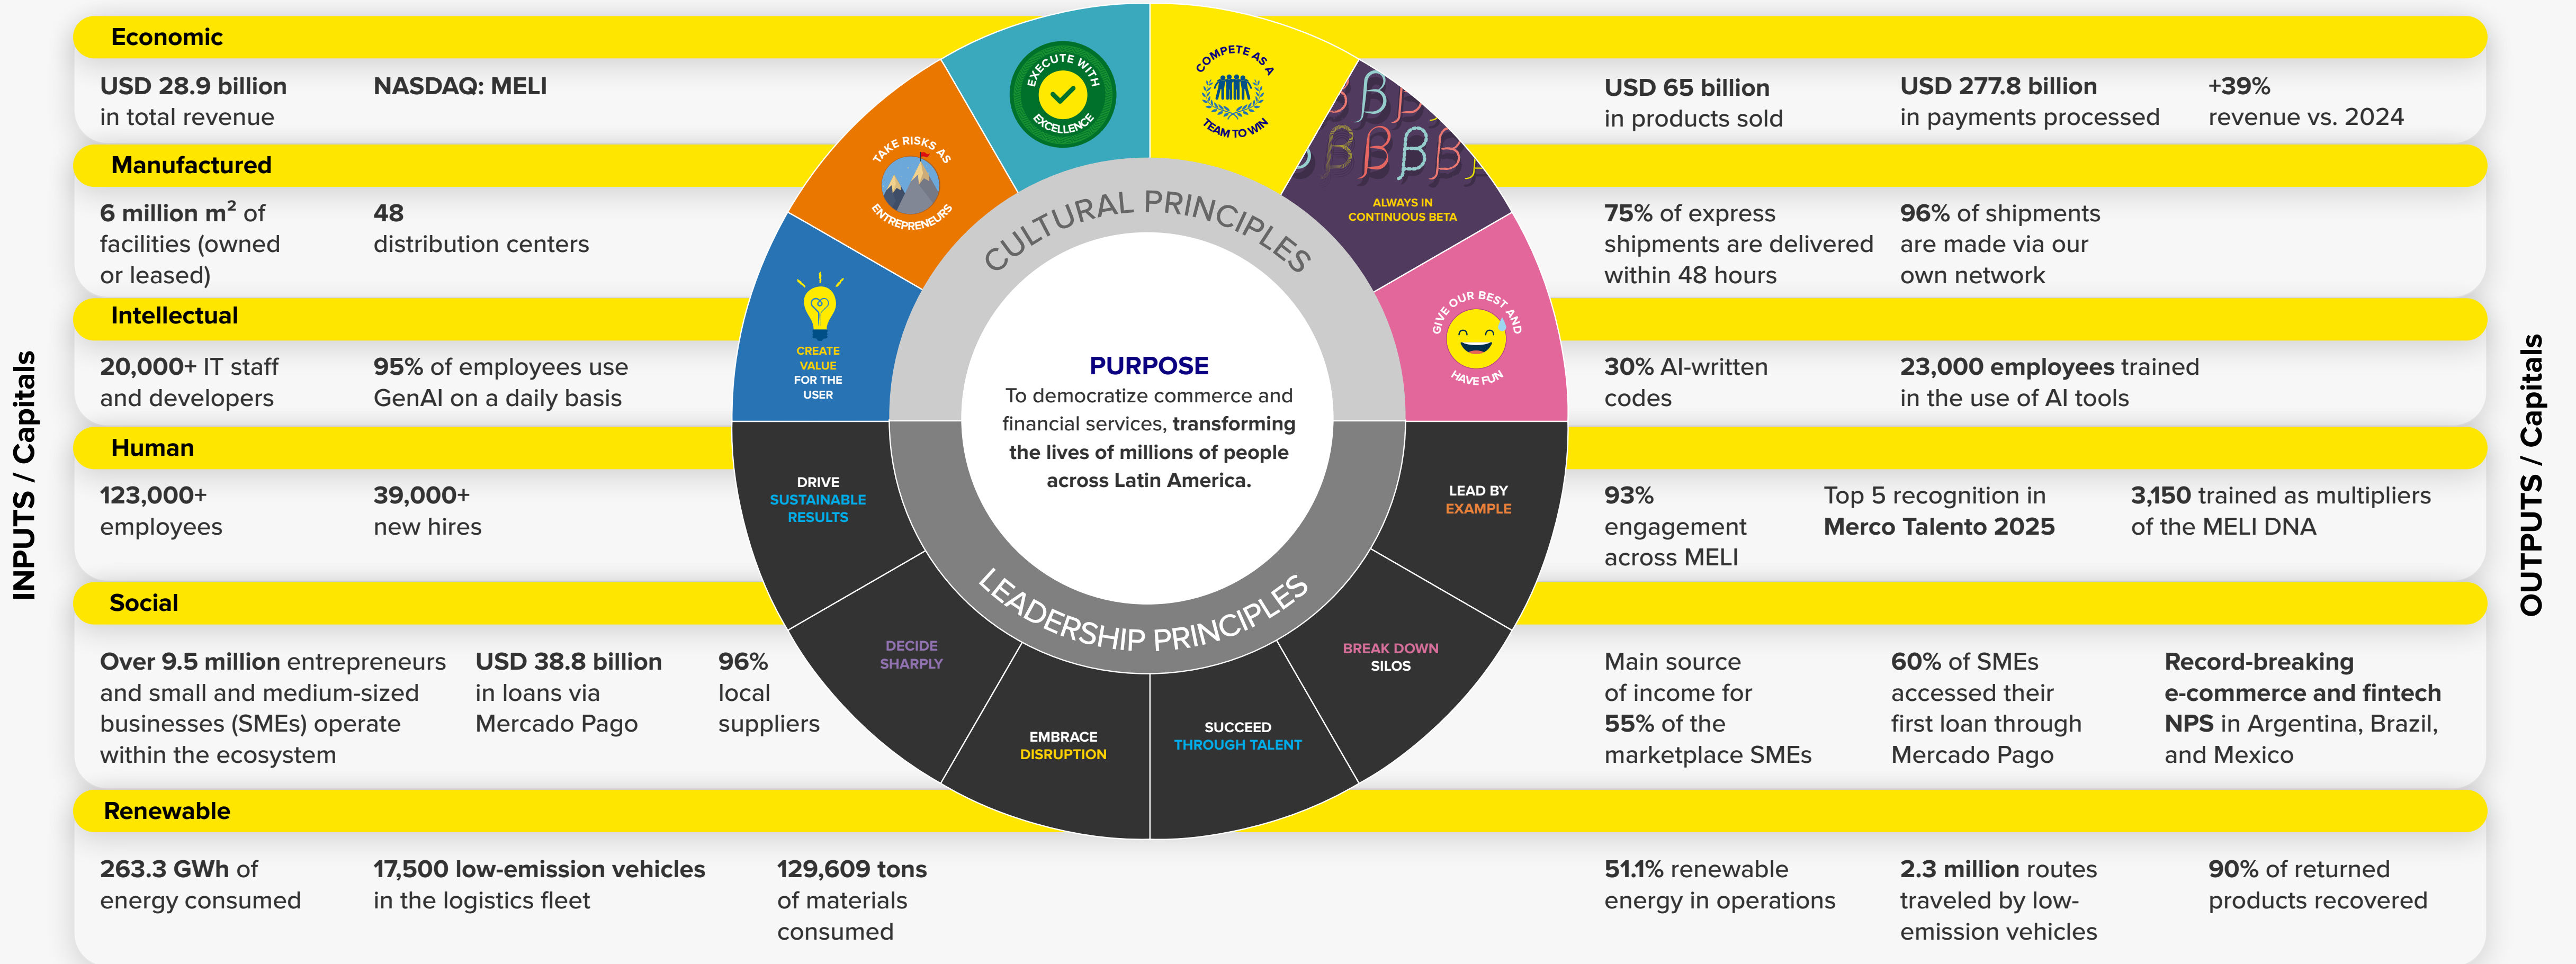 INPUTS / Capitals
Economic
USD 28.9 billion
in total revenue
NASDAQ: MELI
Manufactured
6 million m² of
facilities (owned
or leased)
48
distribution centers
Intellectual
20,000+ IT staff
and developers
95% of employees use
GenAI on a daily basis
Human
123,000+
employees
39,000+
new hires
Social
Over 9.5 million entrepreneurs
and small and medium-sized
businesses (SMEs) operate
within the ecosystem
USD 38.8 billion
in loans via
Mercado Pago
96%
local
suppliers
Renewable
263.3 GWh of
energy consumed
17,500 low-emission vehicles
in the logistics fleet
129,609 tons
of materials
consumed
CULTURAL PRINCIPLES
CREATE
VALUE
FOR THE
USER
TAKE RISKS AS
ENTREPRENEURS
EXECUTE WITH
EXCELLENCE
COMPETE AS A
TEAM TO WIN
β β β
β β β β β β
ALWAYS IN
CONTINUOUS BETA
GIVE OUR BEST AND
HAVE FUN
PURPOSE
To democratize commerce and
financial services, transforming
the lives of millions of people
across Latin America.
LEADERSHIP PRINCIPLES
DRIVE
SUSTAINABLE
RESULTS
DECIDE
SHARPLY
EMBRACE
DISRUPTION
SUCCEED
THROUGH TALENT
BREAK DOWN
SILOS
LEAD BY
EXAMPLE
USD 65 billion
in products sold
USD 277.8 billion
in payments processed
+39%
revenue vs. 2024
75% of express
shipments are delivered
within 48 hours
96% of shipments
are made via our
own network
30% AI-written
codes
23,000 employees trained
in the use of AI tools
93%
engagement
across MELI
Top 5 recognition in
Merco Talento 2025
3,150 trained as multipliers
of the MELI DNA
Main source
of income for
55% of the
marketplace SMEs
60% of SMEs
accessed their
first loan through
Mercado Pago
Record-breaking
e-commerce and fintech
NPS in Argentina, Brazil,
and Mexico
51.1% renewable
energy in operations
2.3 million routes
traveled by low-
emission vehicles
90% of returned
products recovered
OUTPUTS / Capitals